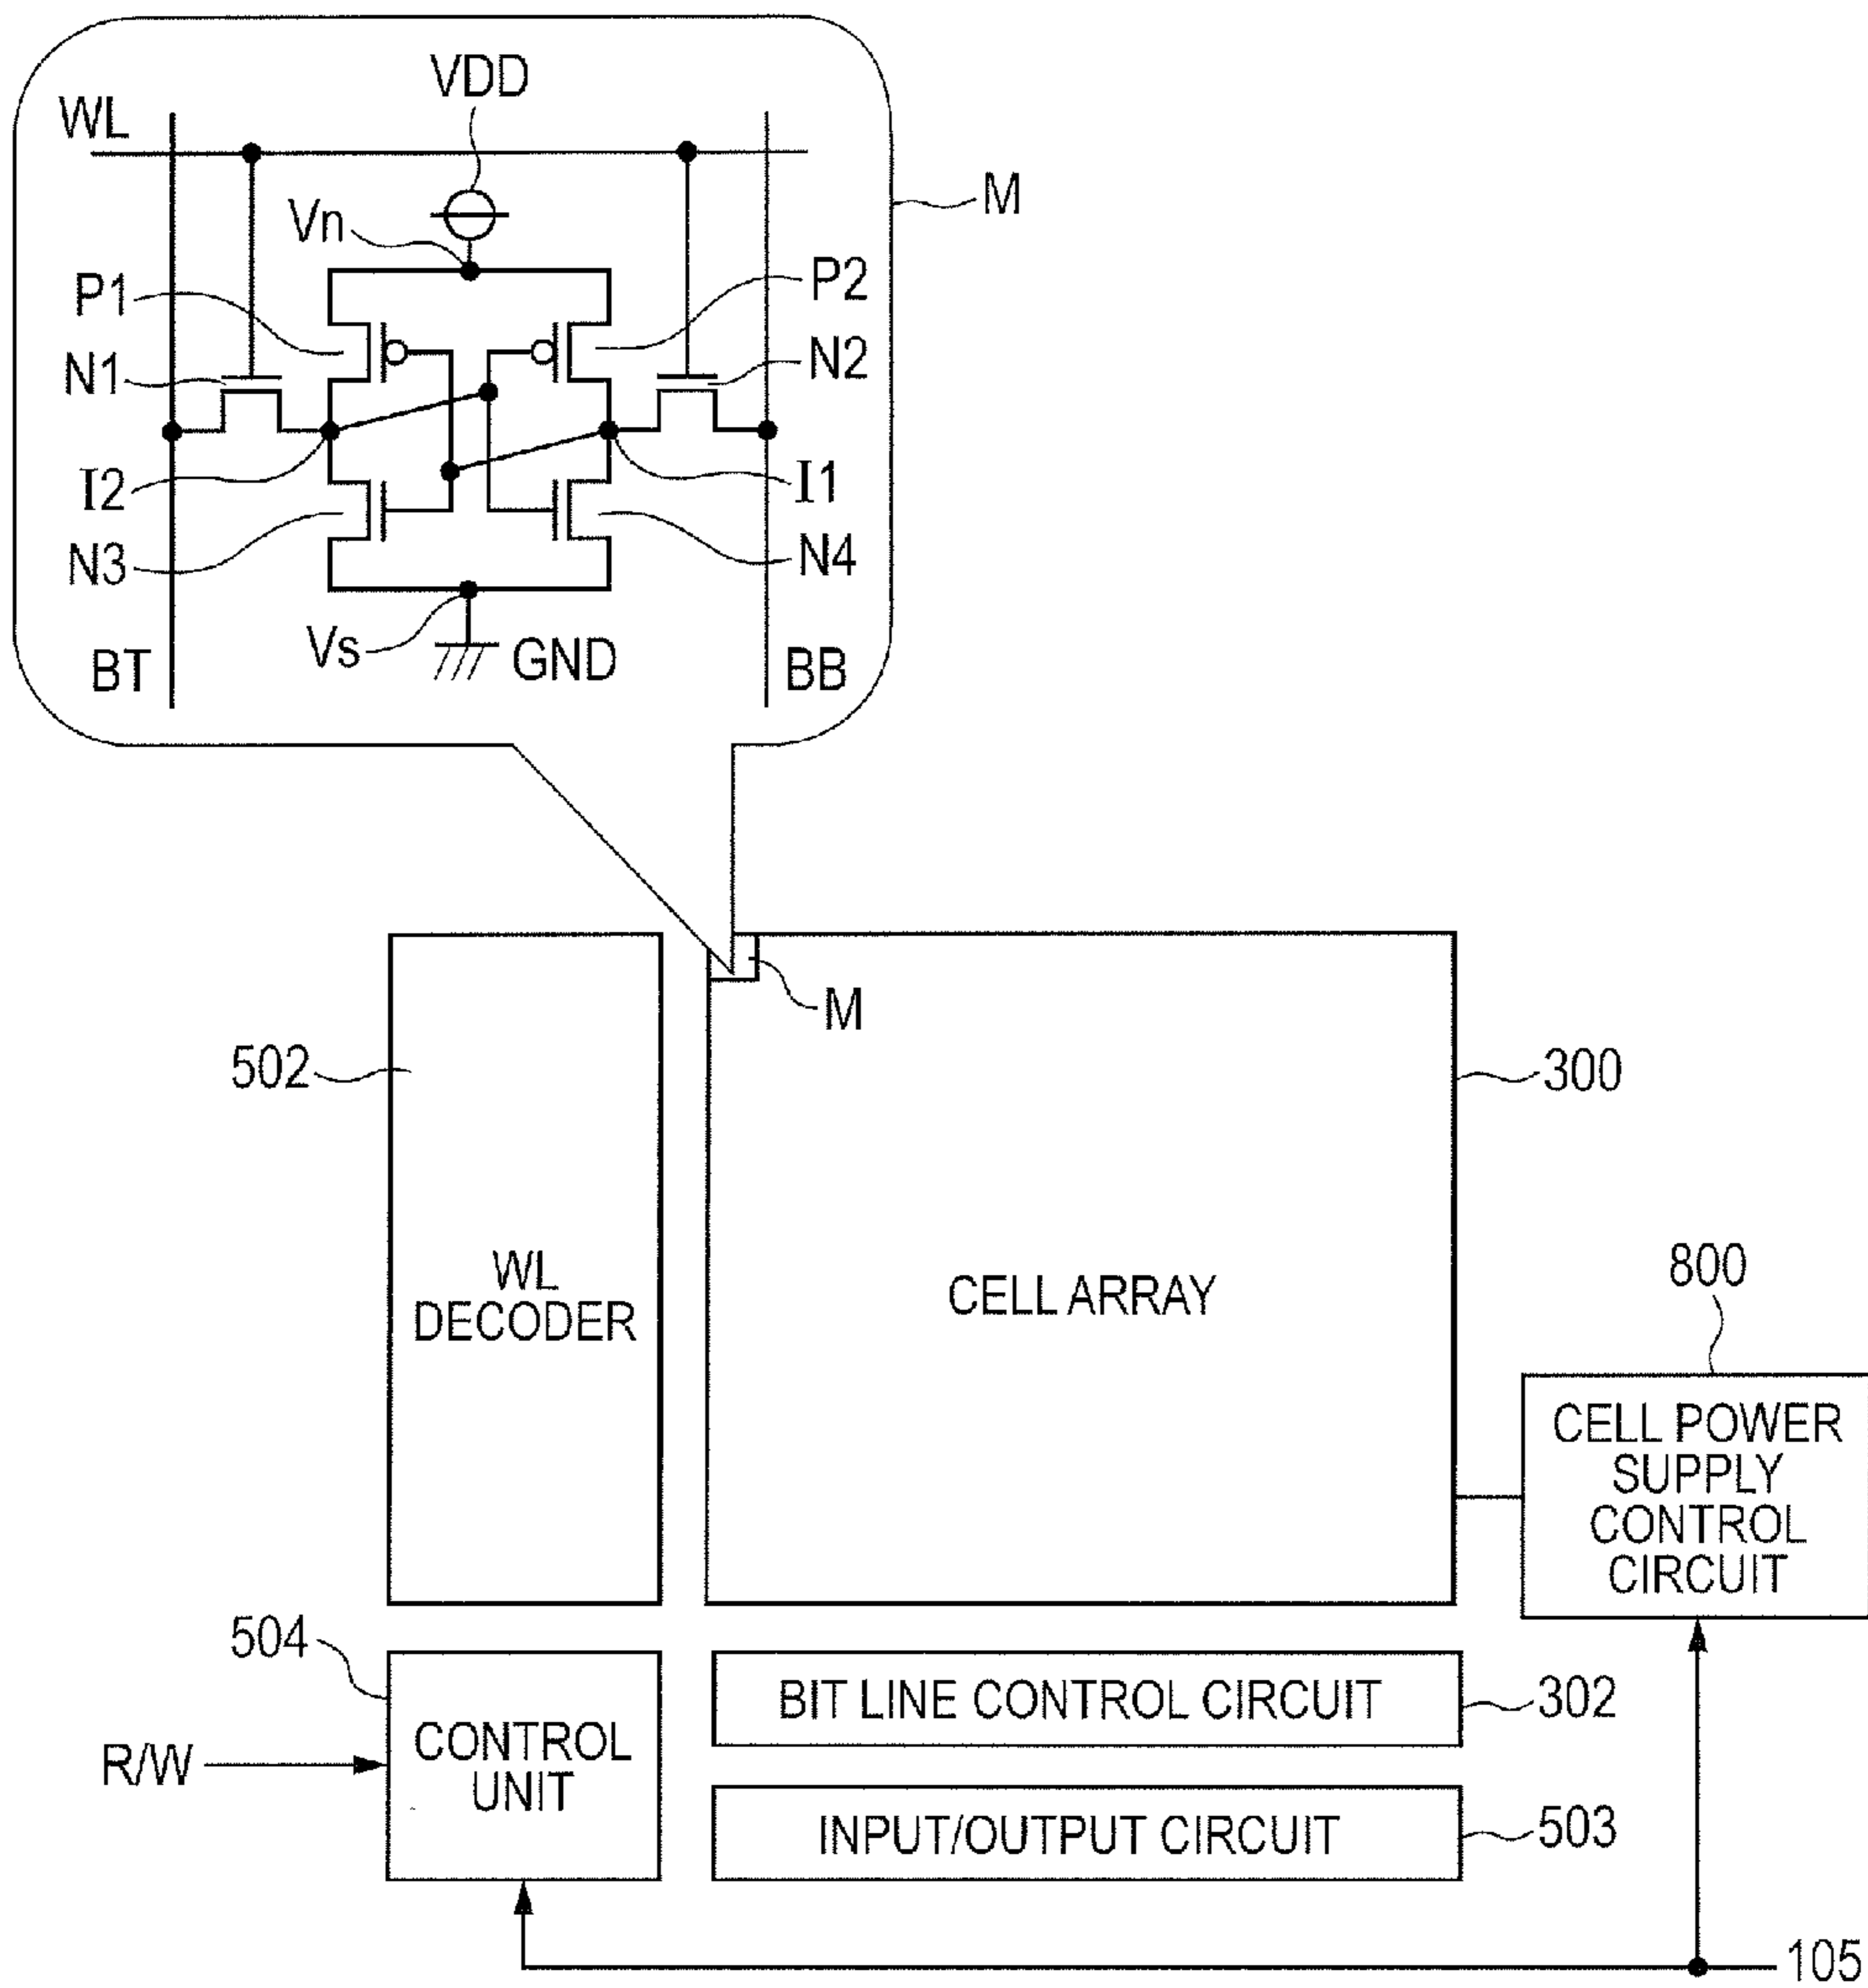 VDD
WL
M
Vn
P1
P2
N1
N2
I2
I1
N3
N4
Vs
GND
BT
BB
M
502
300
WL
DECODER
CELL ARRAY
800
CELL POWER
SUPPLY
CONTROL
CIRCUIT
504
BIT LINE CONTROL CIRCUIT
302
CONTROL
UNIT
R/W
INPUT/OUTPUT CIRCUIT
503
105